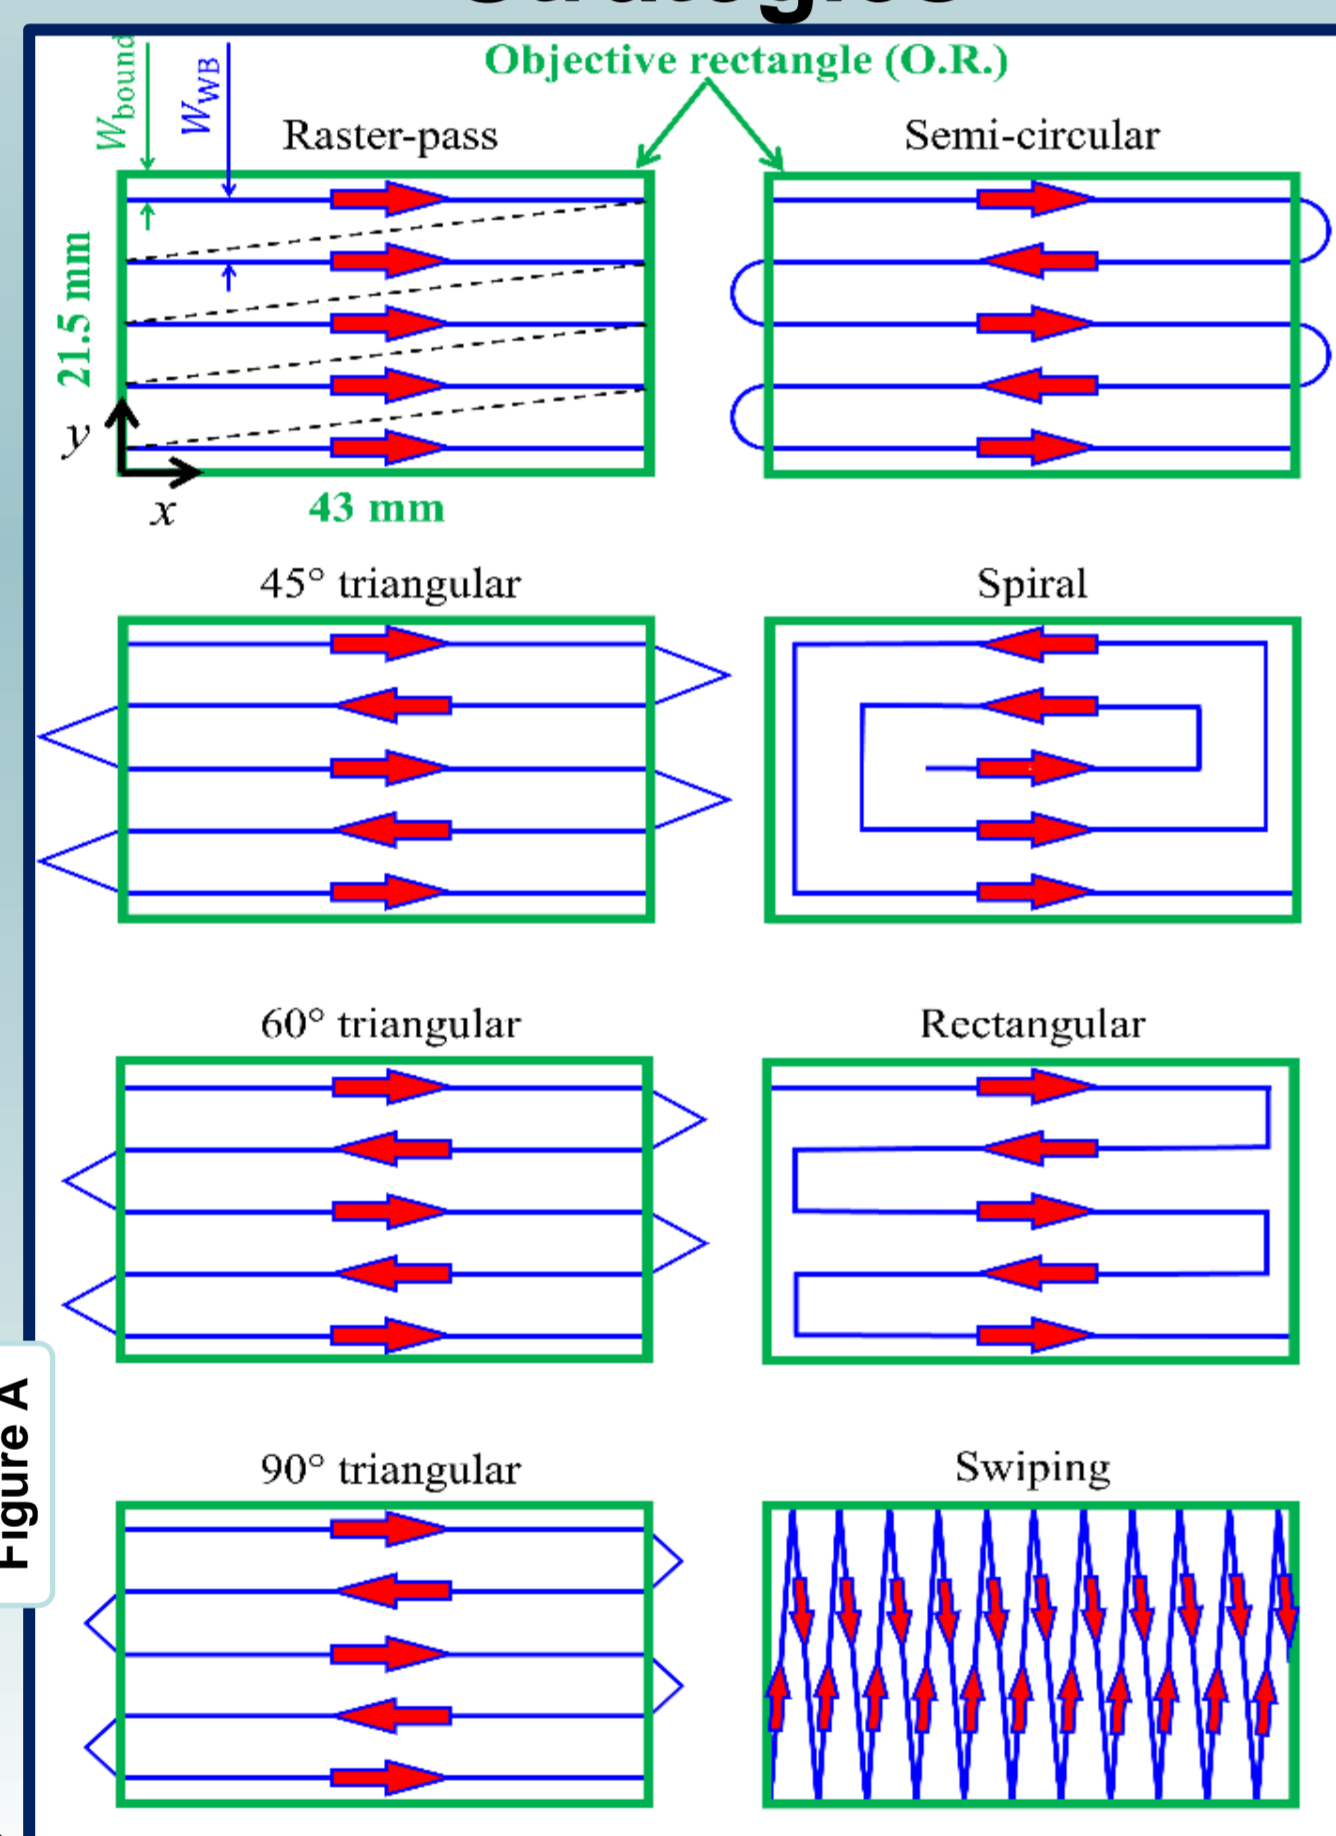 Strategies
W_bound
W_WB
Objective rectangle (O.R.)
Raster-pass
Semi-circular
21.5 mm
y
x
43 mm
45° triangular
Spiral
60° triangular
Rectangular
Figure A
90° triangular
Swiping